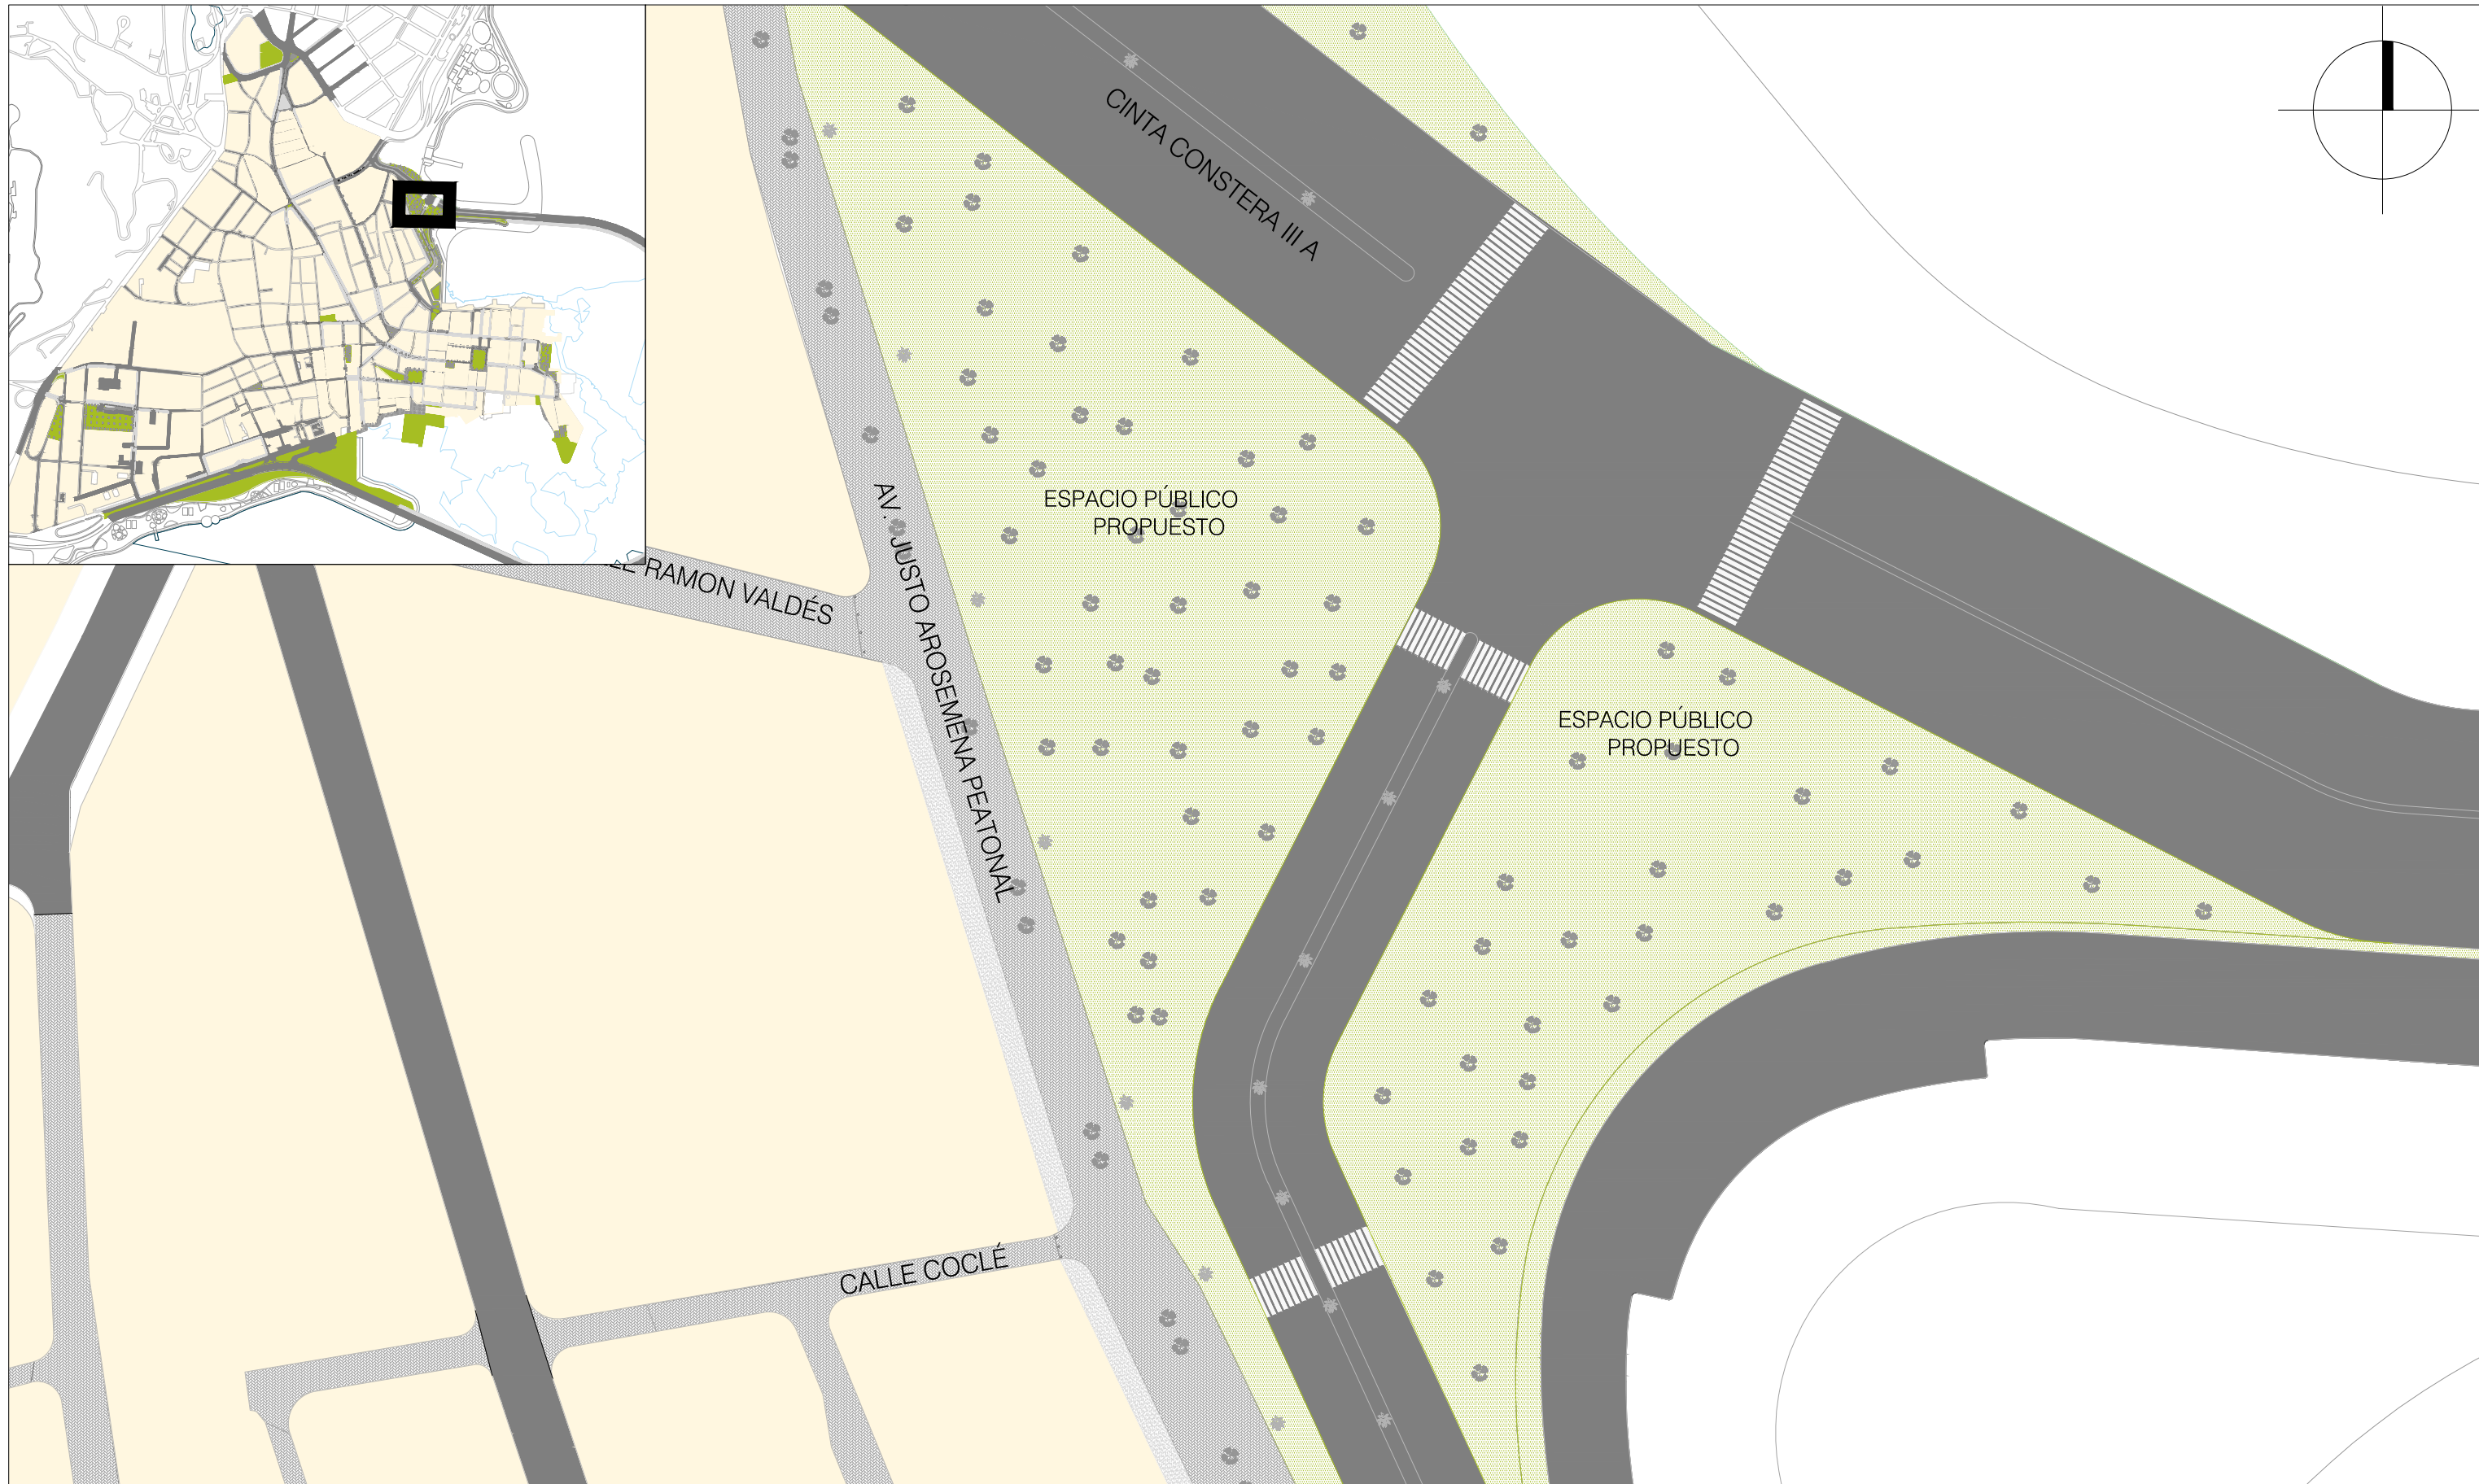 CINTA CONSTERA III A
ESPACIO PÚBLICO
PROPUESTO
RAMON VALDÉS
AV. JUSTO AROSEMENA PEATONAL
ESPACIO PÚBLICO
PROPUESTO
CALLE COCLÉ